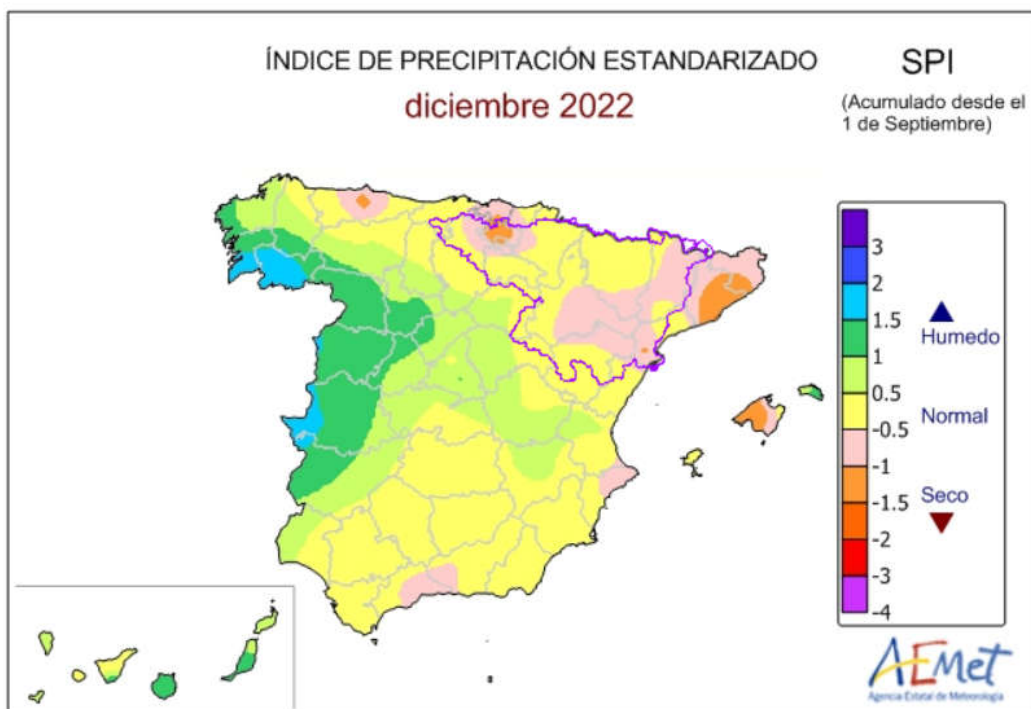 ÍNDICE DE PRECIPITACIÓN ESTANDARIZADO
diciembre 2022
SPI
(Acumulado desde el
1 de Septiembre)
3
2
1.5
1
0.5
-0.5
-1
-1.5
-2
-3
-4
Humedo
Normal
Seco
AEmet
Agencia Estatal de Meteorología